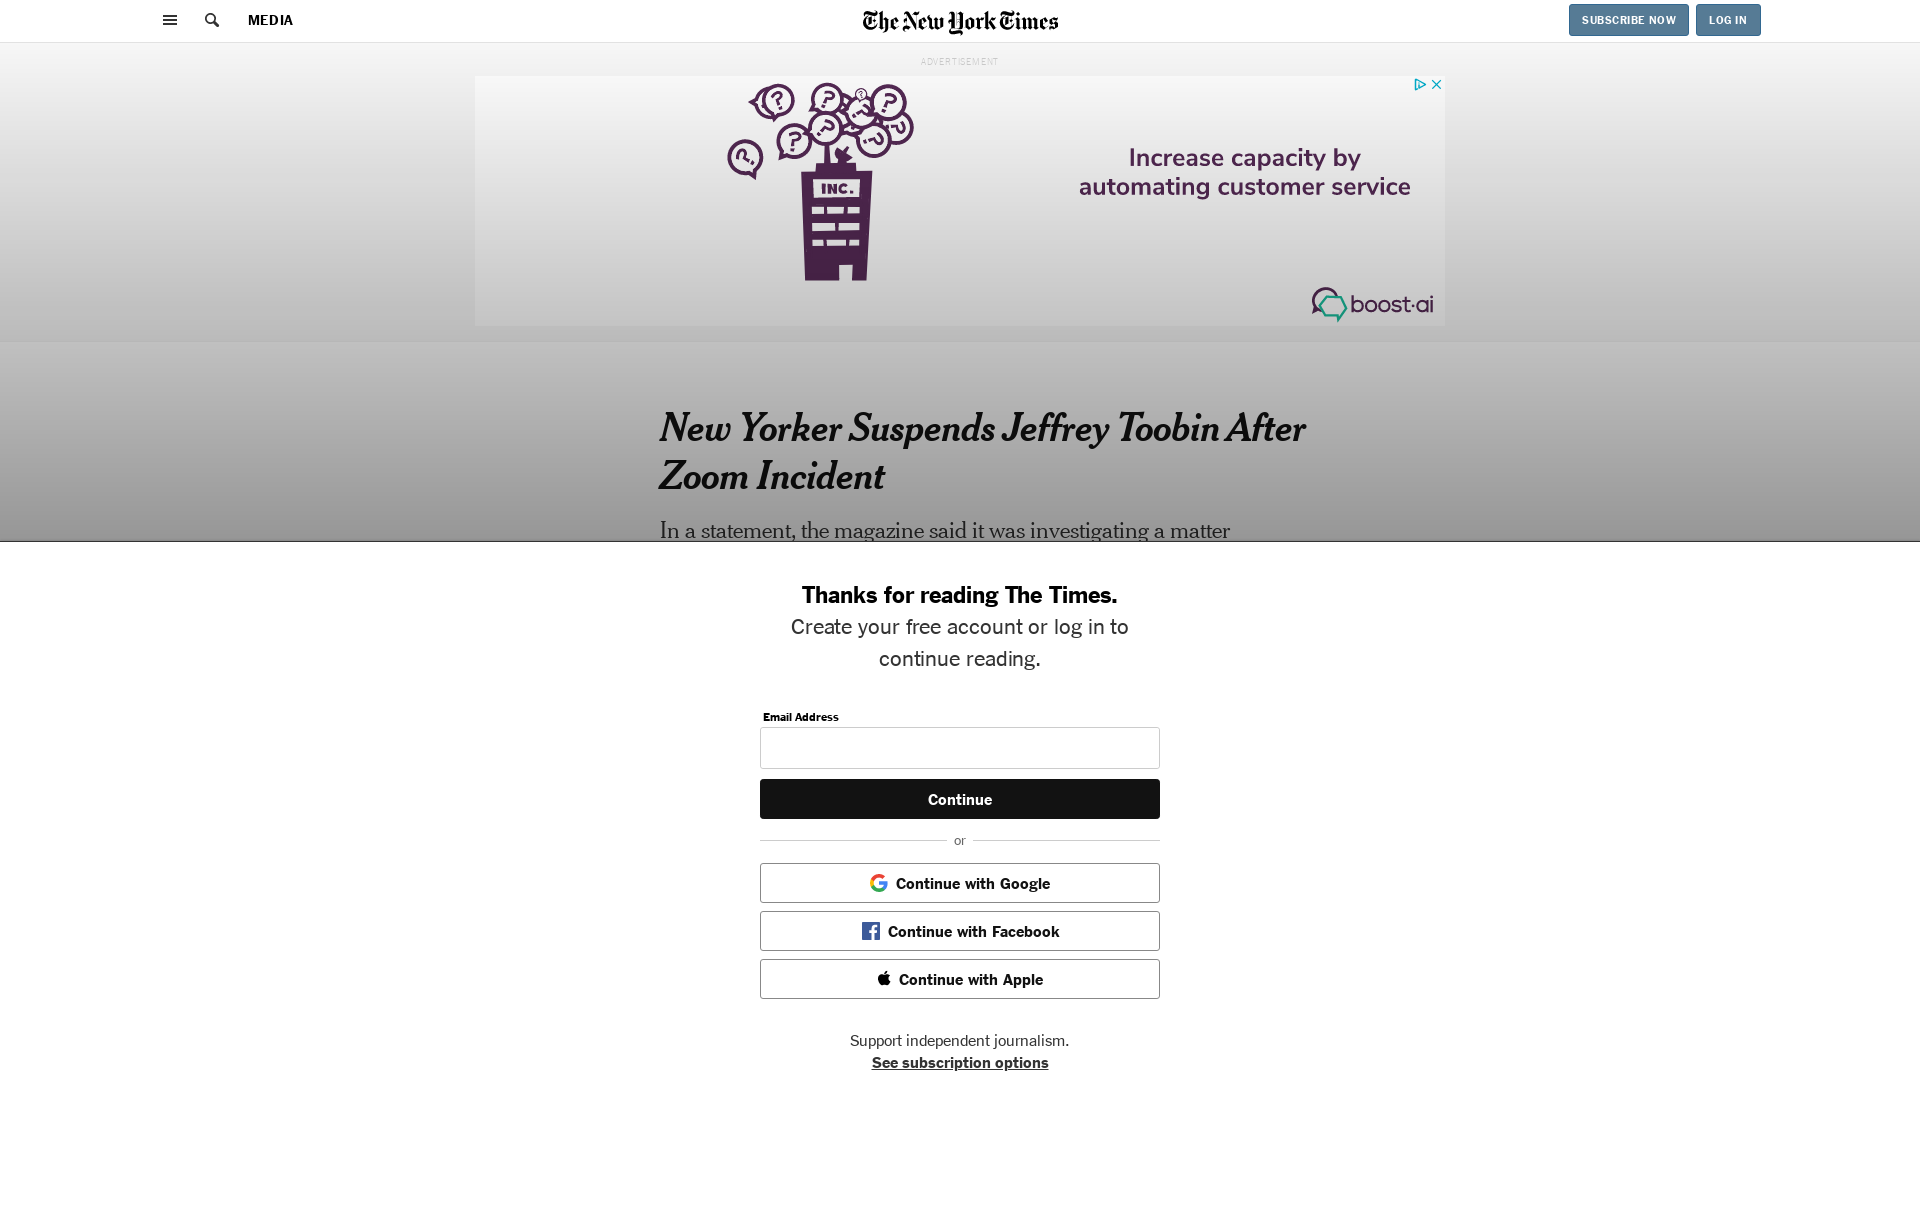 MEDIA
The New York Times
SUBSCRIBE NOW
LOG IN
ADVERTISEMENT
INC.
Increase capacity by
automating customer service
boost.ai
New Yorker Suspends Jeffrey Toobin After
Zoom Incident
In a statement, the magazine said it was investigating a matter
Thanks for reading The Times.
Create your free account or log in to
continue reading.
Email Address
Continue
or
Continue with Google
Continue with Facebook
Continue with Apple
Support independent journalism.
See subscription options